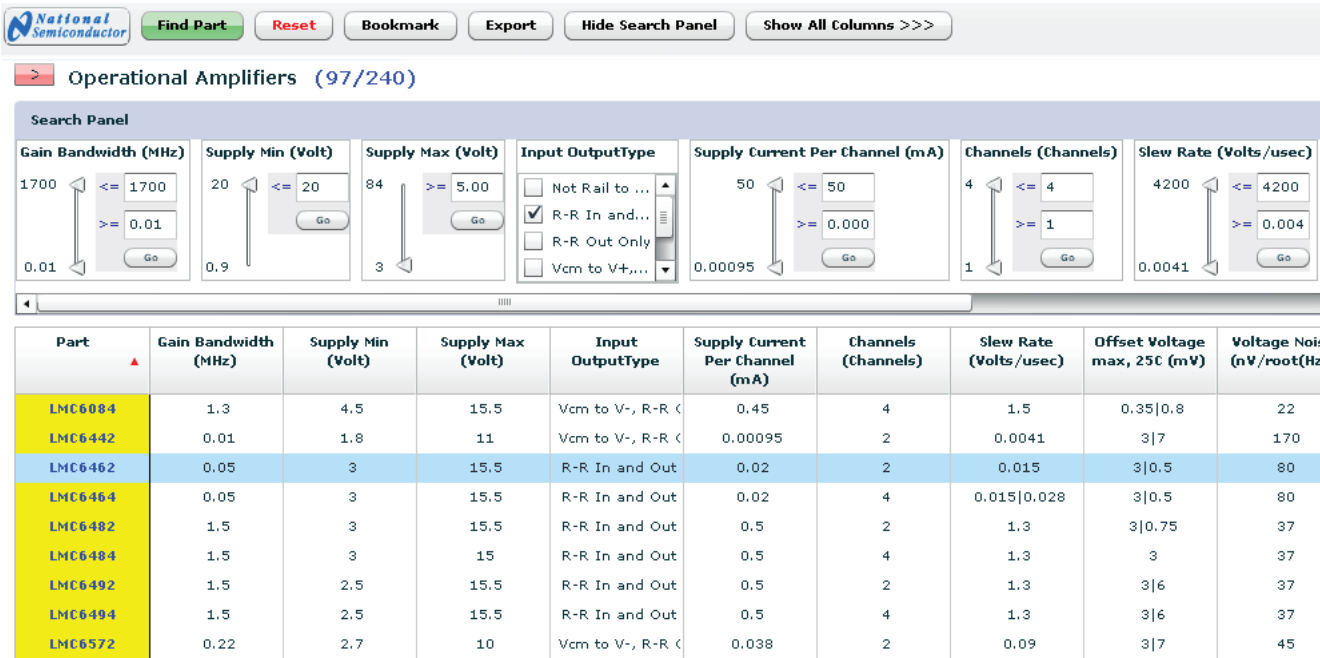 National Semiconductor Find Part Reset Bookmark Export Hide Search Panel Show All Columns >>>
> Operational Amplifiers (97/240)
Search Panel
Gain Bandwidth (MHz) Supply Min (Volt) Supply Max (Volt) Input OutputType Supply Current Per Channel (mA) Channels (Channels) Slew Rate (Volts/usec)
1700 <= 1700 20 <= 20 84 >= 5.00 Not Rail to ... 50 <= 50 4 <= 4 4200 <= 4200
>= 0.01 Go Go R-R In and... >= 0.000 >= 1 >= 0.004
R-R Out Only
0.01 Go 0.9 3 Vcm to V+,... 0.00095 Go 1 Go 0.0041 Go
Part Gain Bandwidth (MHz) Supply Min (Volt) Supply Max (Volt) Input OutputType Supply Current Per Channel (mA) Channels (Channels) Slew Rate (Volts/usec) Offset Voltage max, 25C (mV) Voltage Nois (nV/root(Hz
LMC6084 1.3 4.5 15.5 Vcm to V-, R-R ( 0.45 4 1.5 0.35|0.8 22
LMC6442 0.01 1.8 11 Vcm to V-, R-R ( 0.00095 2 0.0041 3|7 170
LMC6462 0.05 3 15.5 R-R In and Out 0.02 2 0.015 3|0.5 80
LMC6464 0.05 3 15.5 R-R In and Out 0.02 4 0.015|0.028 3|0.5 80
LMC6482 1.5 3 15.5 R-R In and Out 0.5 2 1.3 3|0.75 37
LMC6484 1.5 3 15 R-R In and Out 0.5 4 1.3 3 37
LMC6492 1.5 2.5 15.5 R-R In and Out 0.5 2 1.3 3|6 37
LMC6494 1.5 2.5 15.5 R-R In and Out 0.5 4 1.3 3|6 37
LMC6572 0.22 2.7 10 Vcm to V-, R-R ( 0.038 2 0.09 3|7 45